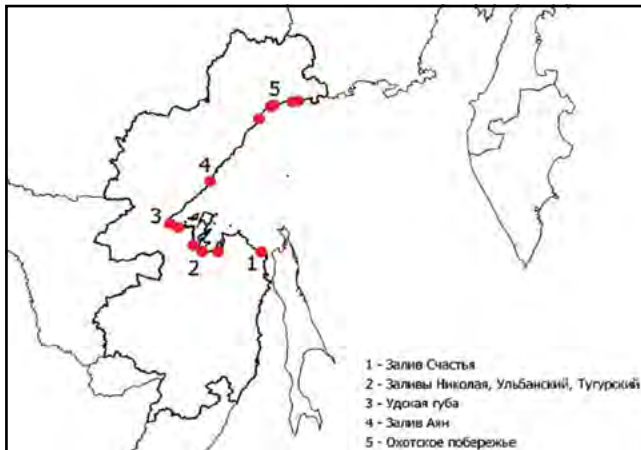 5
4
3
2
1
1 - Залив Счастья
2 - Заливы Николая, Ульбанский, Тугурский
3 - Удская губа
4 - Залив Аян
5 - Охотское побережье